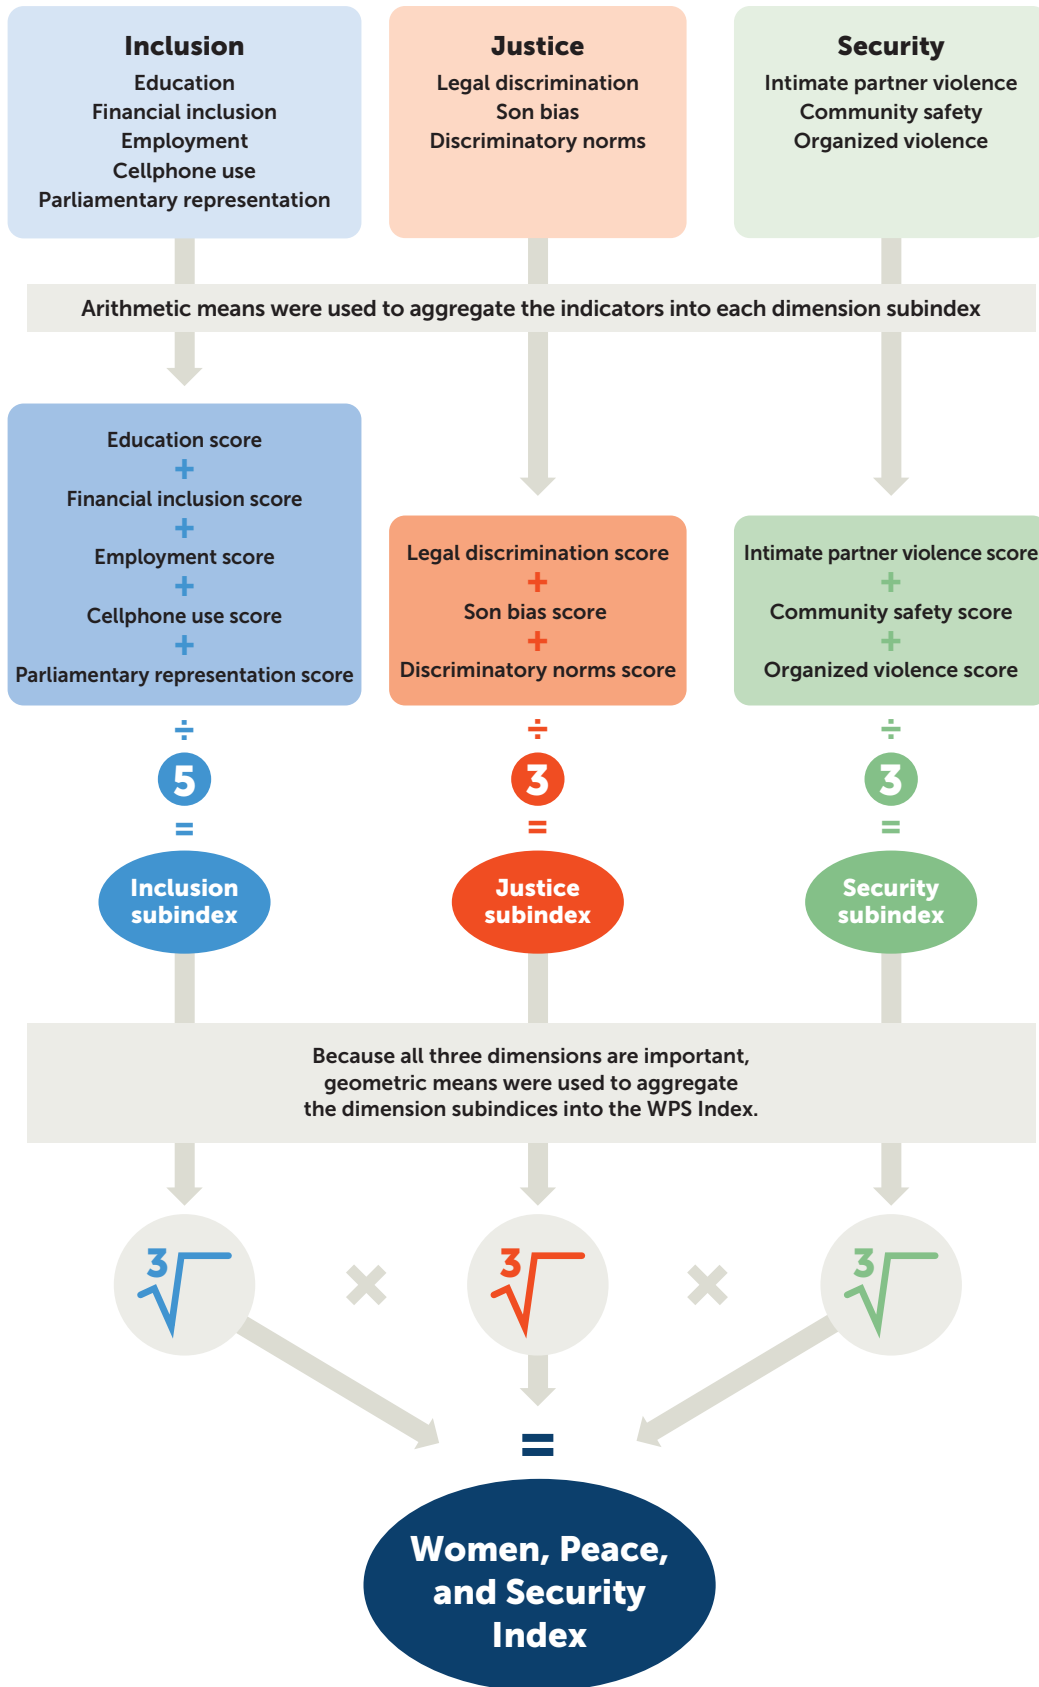 Inclusion
Education
Financial inclusion
Employment
Cellphone use
Parliamentary representation
Justice
Legal discrimination
Son bias
Discriminatory norms
Security
Intimate partner violence
Community safety
Organized violence
Arithmetic means were used to aggregate the indicators into each dimension subindex
Education score
+
Financial inclusion score
+
Employment score
+
Cellphone use score
+
Parliamentary representation score
÷
5
=
Inclusion
subindex
Legal discrimination score
+
Son bias score
+
Discriminatory norms score
÷
3
=
Justice
subindex
Intimate partner violence score
+
Community safety score
+
Organized violence score
÷
3
=
Security
subindex
Because all three dimensions are important,
geometric means were used to aggregate
the dimension subindices into the WPS Index.
3√ × 3√ × 3√
=
Women, Peace,
and Security
Index